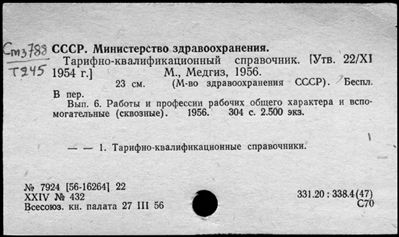 Стз788
Т245
СССР. Министерство здравоохранения.
Тарифно-квалификационный справочник. [Утв. 22/XI
1954 г.] М., Медгиз, 1956.
23 см. (М-во здравоохранения СССР). Беспл.
В пер.
Вып. 6. Работы и профессии рабочих общего характера и вспо-
могательные (сквозные). 1956. 304 с. 2.500 экз.
— — 1. Тарифно-квалификационные справочники.
№ 7924 [56-16264] 22
XXIV № 432
Всесоюз. кн. палата 27 III 56
331.20 : 338.4(47)
С70